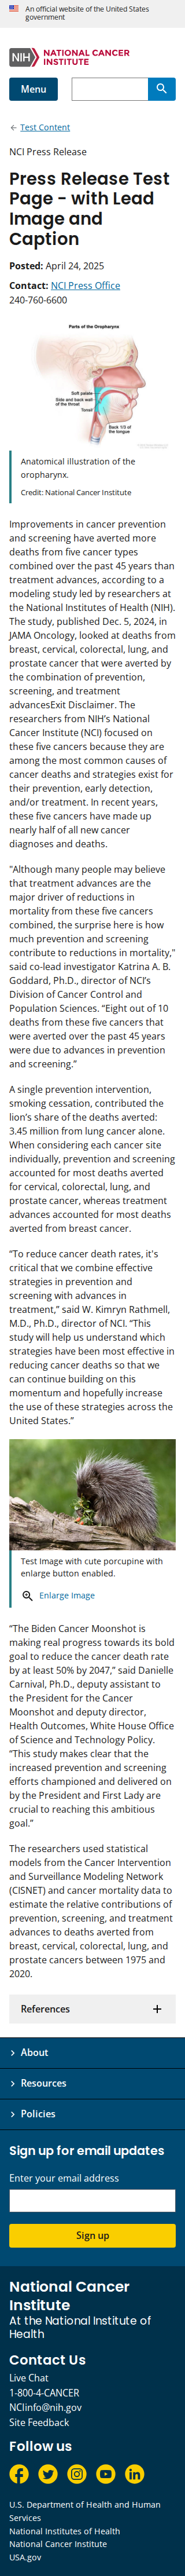 An official website of the United States
government
NIH NATIONAL CANCER
INSTITUTE
Menu
← Test Content
NCI Press Release
Press Release Test
Page - with Lead
Image and
Caption
Posted: April 24, 2025
Contact: NCI Press Office
240-760-6600
Parts of the Oropharynx
Soft palate
Side and back
wall of throat
Tonsil
Back 1/3
of tongue
Anatomical illustration of the
oropharynx.
Credit: National Cancer Institute
Improvements in cancer prevention
and screening have averted more
deaths from five cancer types
combined over the past 45 years than
treatment advances, according to a
modeling study led by researchers at
the National Institutes of Health (NIH).
The study, published Dec. 5, 2024, in
JAMA Oncology, looked at deaths from
breast, cervical, colorectal, lung, and
prostate cancer that were averted by
the combination of prevention,
screening, and treatment
advancesExit Disclaimer. The
researchers from NIH’s National
Cancer Institute (NCI) focused on
these five cancers because they are
among the most common causes of
cancer deaths and strategies exist for
their prevention, early detection,
and/or treatment. In recent years,
these five cancers have made up
nearly half of all new cancer
diagnoses and deaths.
"Although many people may believe
that treatment advances are the
major driver of reductions in
mortality from these five cancers
combined, the surprise here is how
much prevention and screening
contribute to reductions in mortality,”
said co-lead investigator Katrina A. B.
Goddard, Ph.D., director of NCI’s
Division of Cancer Control and
Population Sciences. “Eight out of 10
deaths from these five cancers that
were averted over the past 45 years
were due to advances in prevention
and screening.”
A single prevention intervention,
smoking cessation, contributed the
lion’s share of the deaths averted:
3.45 million from lung cancer alone.
When considering each cancer site
individually, prevention and screening
accounted for most deaths averted
for cervical, colorectal, lung, and
prostate cancer, whereas treatment
advances accounted for most deaths
averted from breast cancer.
“To reduce cancer death rates, it's
critical that we combine effective
strategies in prevention and
screening with advances in
treatment,” said W. Kimryn Rathmell,
M.D., Ph.D., director of NCI. “This
study will help us understand which
strategies have been most effective in
reducing cancer deaths so that we
can continue building on this
momentum and hopefully increase
the use of these strategies across the
United States.”
Test Image with cute porcupine with
enlarge button enabled.
Enlarge Image
“The Biden Cancer Moonshot is
making real progress towards its bold
goal to reduce the cancer death rate
by at least 50% by 2047,” said Danielle
Carnival, Ph.D., deputy assistant to
the President for the Cancer
Moonshot and deputy director,
Health Outcomes, White House Office
of Science and Technology Policy.
“This study makes clear that the
increased prevention and screening
efforts championed and delivered on
by the President and First Lady are
crucial to reaching this ambitious
goal.”
The researchers used statistical
models from the Cancer Intervention
and Surveillance Modeling Network
(CISNET) and cancer mortality data to
estimate the relative contributions of
prevention, screening, and treatment
advances to deaths averted from
breast, cervical, colorectal, lung, and
prostate cancers between 1975 and
2020.
References
About
Resources
Policies
Sign up for email updates
Enter your email address
Sign up
National Cancer
Institute
At the National Institute of
Health
Contact Us
Live Chat
1-800-4-CANCER
NCIinfo@nih.gov
Site Feedback
Follow us
U.S. Department of Health and Human
Services
National Institutes of Health
National Cancer Institute
USA.gov